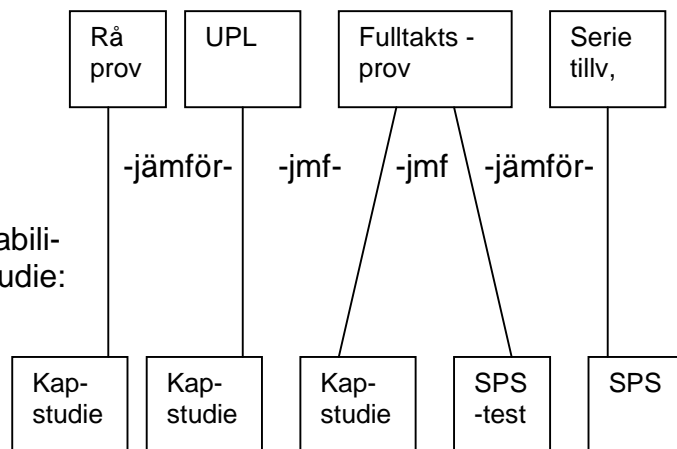 Rå
prov
UPL
Fulltakts -
prov
Serie
tillv,
-jämför-
-jmf-
-jmf
-jämför-
abili-
udie:
Kap-
studie
Kap-
studie
Kap-
studie
SPS
-test
SPS